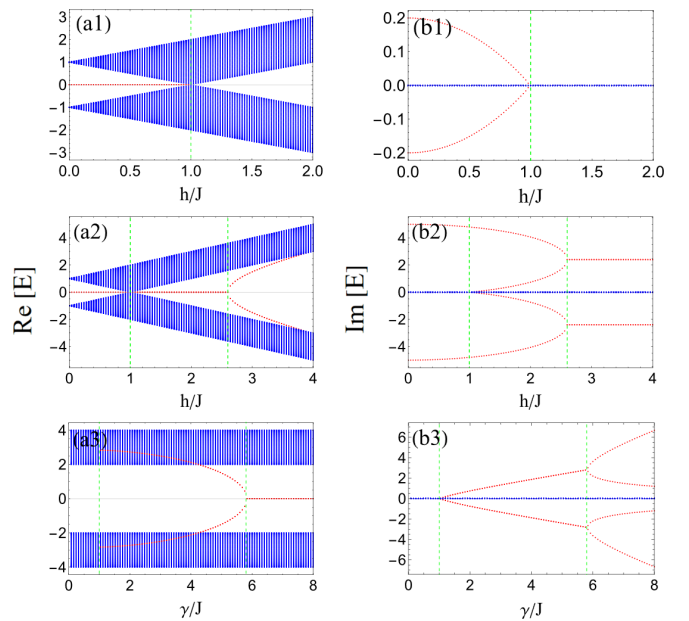 (a1)
3
2
1
0
-1
-2
-3
0.0 0.5 1.0 1.5 2.0
h/J
(b1)
0.2
0.1
0.0
-0.1
-0.2
0.0 0.5 1.0 1.5 2.0
h/J
Re [E]
(a2)
4
2
0
-2
-4
0 1 2 3 4
h/J
Im [E]
(b2)
4
2
0
-2
-4
0 1 2 3 4
h/J
(a3)
4
2
0
-2
-4
0 2 4 6 8
γ/J
(b3)
6
4
2
0
-2
-4
-6
0 2 4 6 8
γ/J